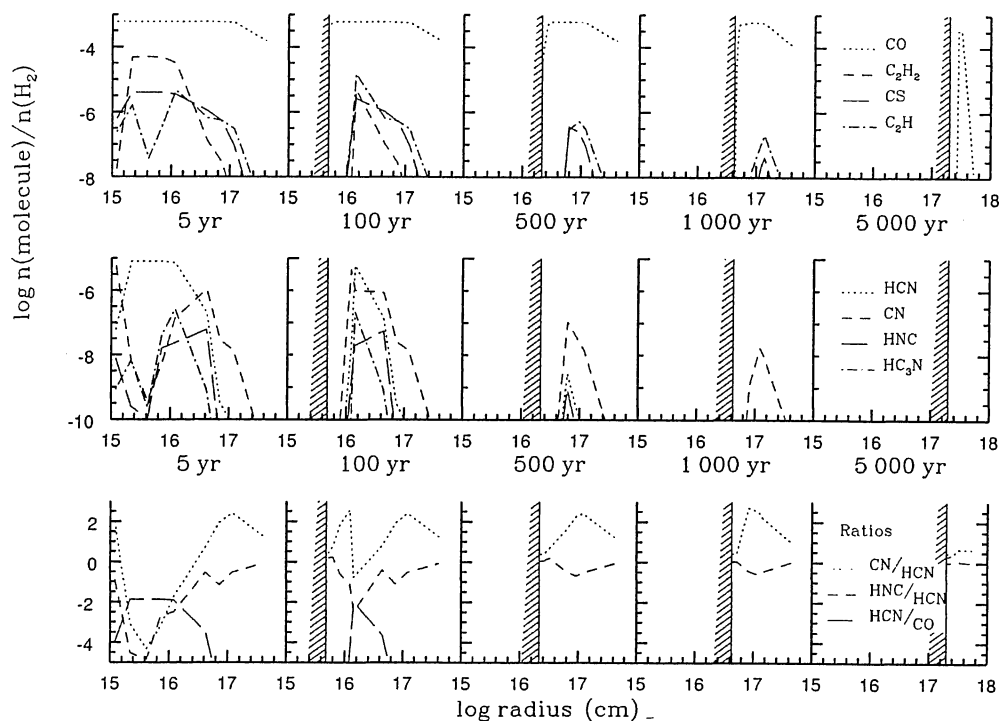 log n(molecule)/n(H₂)
-4
-6
-8
CO
C₂H₂
CS
C₂H
15 16 17 15 16 17 15 16 17 15 16 17 15 16 17 18
5 yr 100 yr 500 yr 1 000 yr 5 000 yr
-6
-8
-10
HCN
CN
HNC
HC₃N
15 16 17 15 16 17 15 16 17 15 16 17 15 16 17 18
5 yr 100 yr 500 yr 1 000 yr 5 000 yr
2
0
-2
-4
Ratios
CN/HCN
HNC/HCN
HCN/CO
15 16 17 15 16 17 15 16 17 15 16 17 15 16 17 18
log radius (cm)